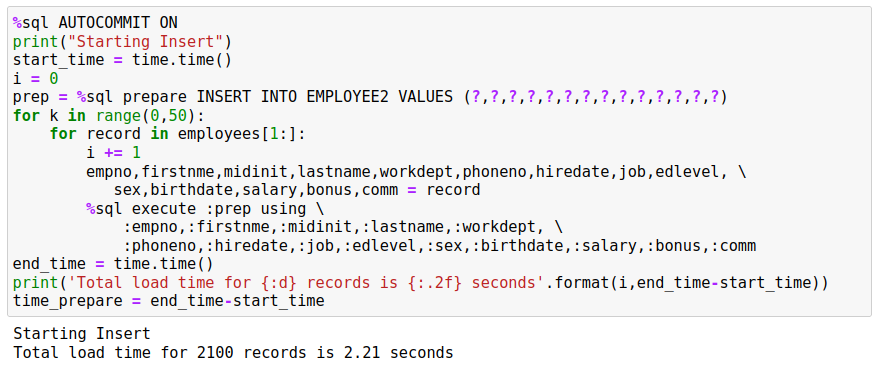 %sql AUTOCOMMIT ON
print("Starting Insert")
start_time = time.time()
i = 0
prep = %sql prepare INSERT INTO EMPLOYEE2 VALUES (?,?,?,?,?,?,?,?,?,?,?,?,?,?)
for k in range(0,50):
    for record in employees[1:]:
        i += 1
        empno,firstnme,midinit,lastname,workdept,phoneno,hiredate,job,edlevel, \
           sex,birthdate,salary,bonus,comm = record
        %sql execute :prep using \
            :empno,:firstnme,:midinit,:lastname,:workdept, \
            :phoneno,:hiredate,:job,:edlevel,:sex,:birthdate,:salary,:bonus,:comm
end_time = time.time()
print('Total load time for {:d} records is {:.2f} seconds'.format(i,end_time-start_time))
time_prepare = end_time-start_time
Starting Insert
Total load time for 2100 records is 2.21 seconds